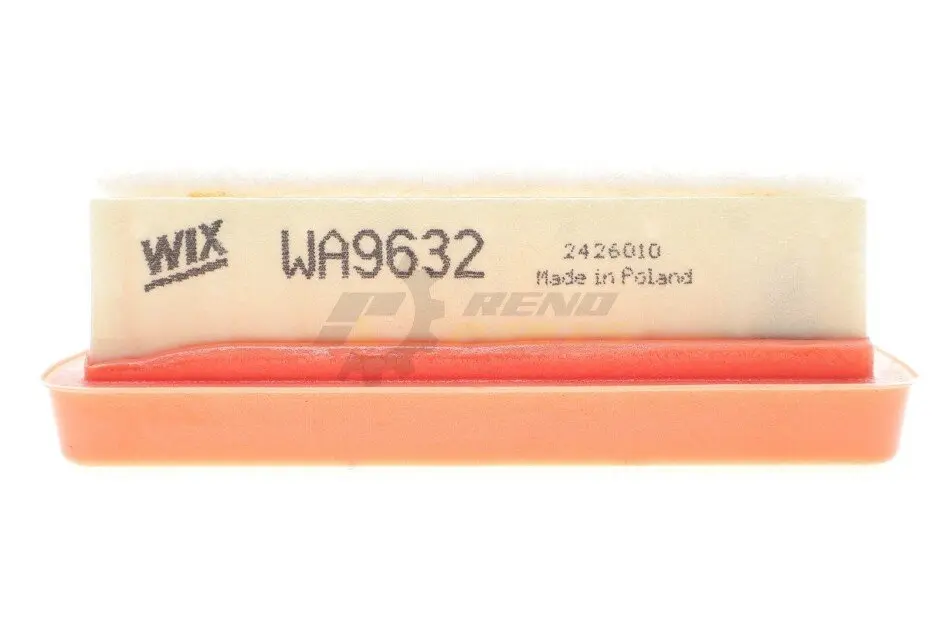 WIX
WA9632
2426010
Made in Poland
RENO